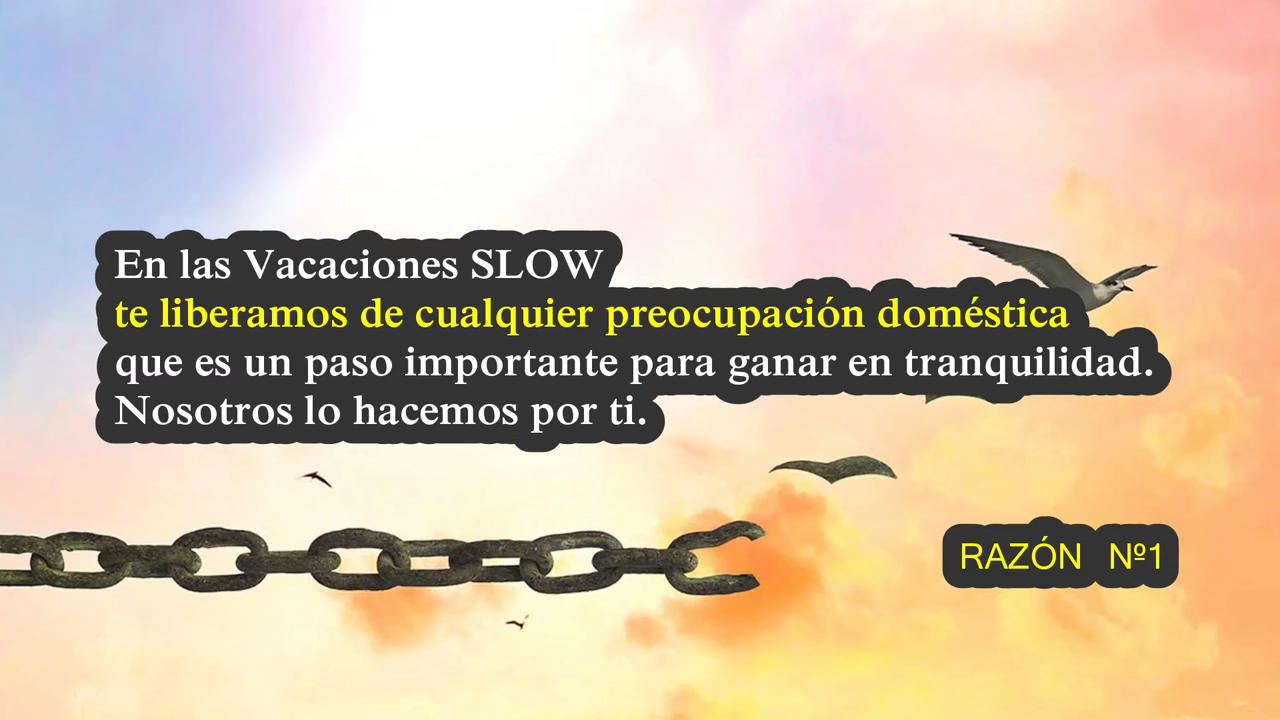 En las Vacaciones SLOW
te liberamos de cualquier preocupación doméstica
que es un paso importante para ganar en tranquilidad.
Nosotros lo hacemos por ti.
RAZÓN Nº1